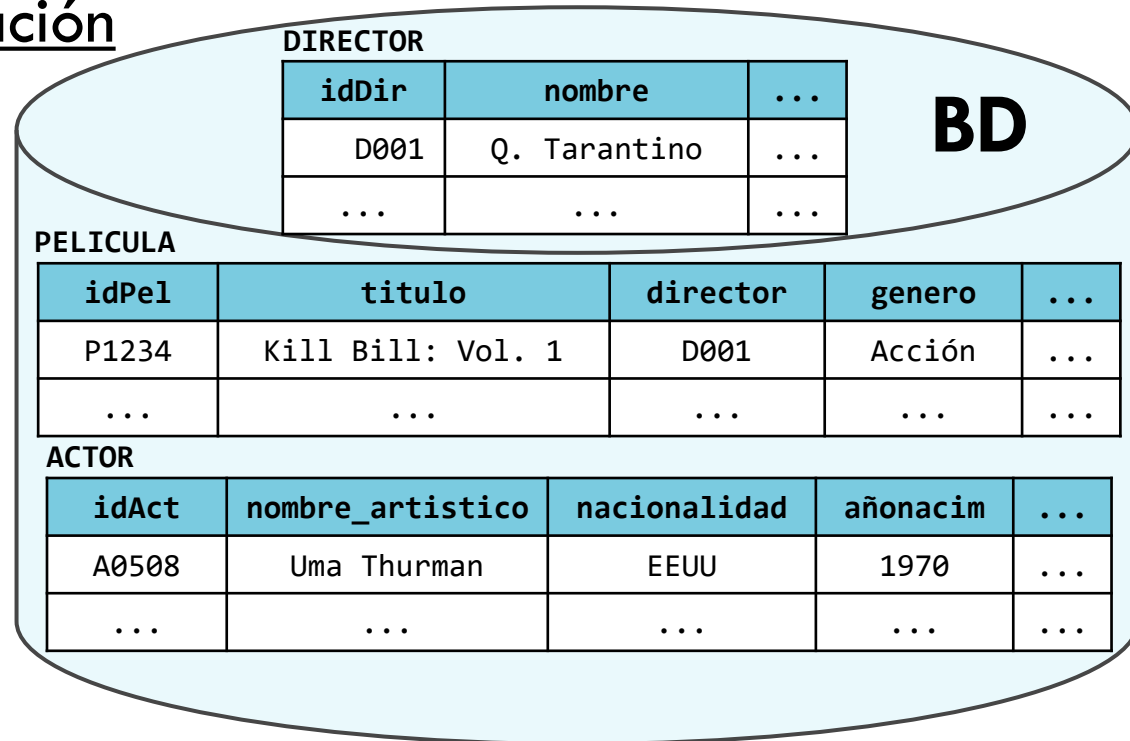 ación
DIRECTOR
BD
idDir nombre ...
D001 Q. Tarantino ...
... ... ...
PELICULA
idPel titulo director genero ...
P1234 Kill Bill: Vol. 1 D001 Acción ...
... ... ... ... ...
ACTOR
idAct nombre_artistico nacionalidad añonacim ...
A0508 Uma Thurman EEUU 1970 ...
... ... ... ... ...